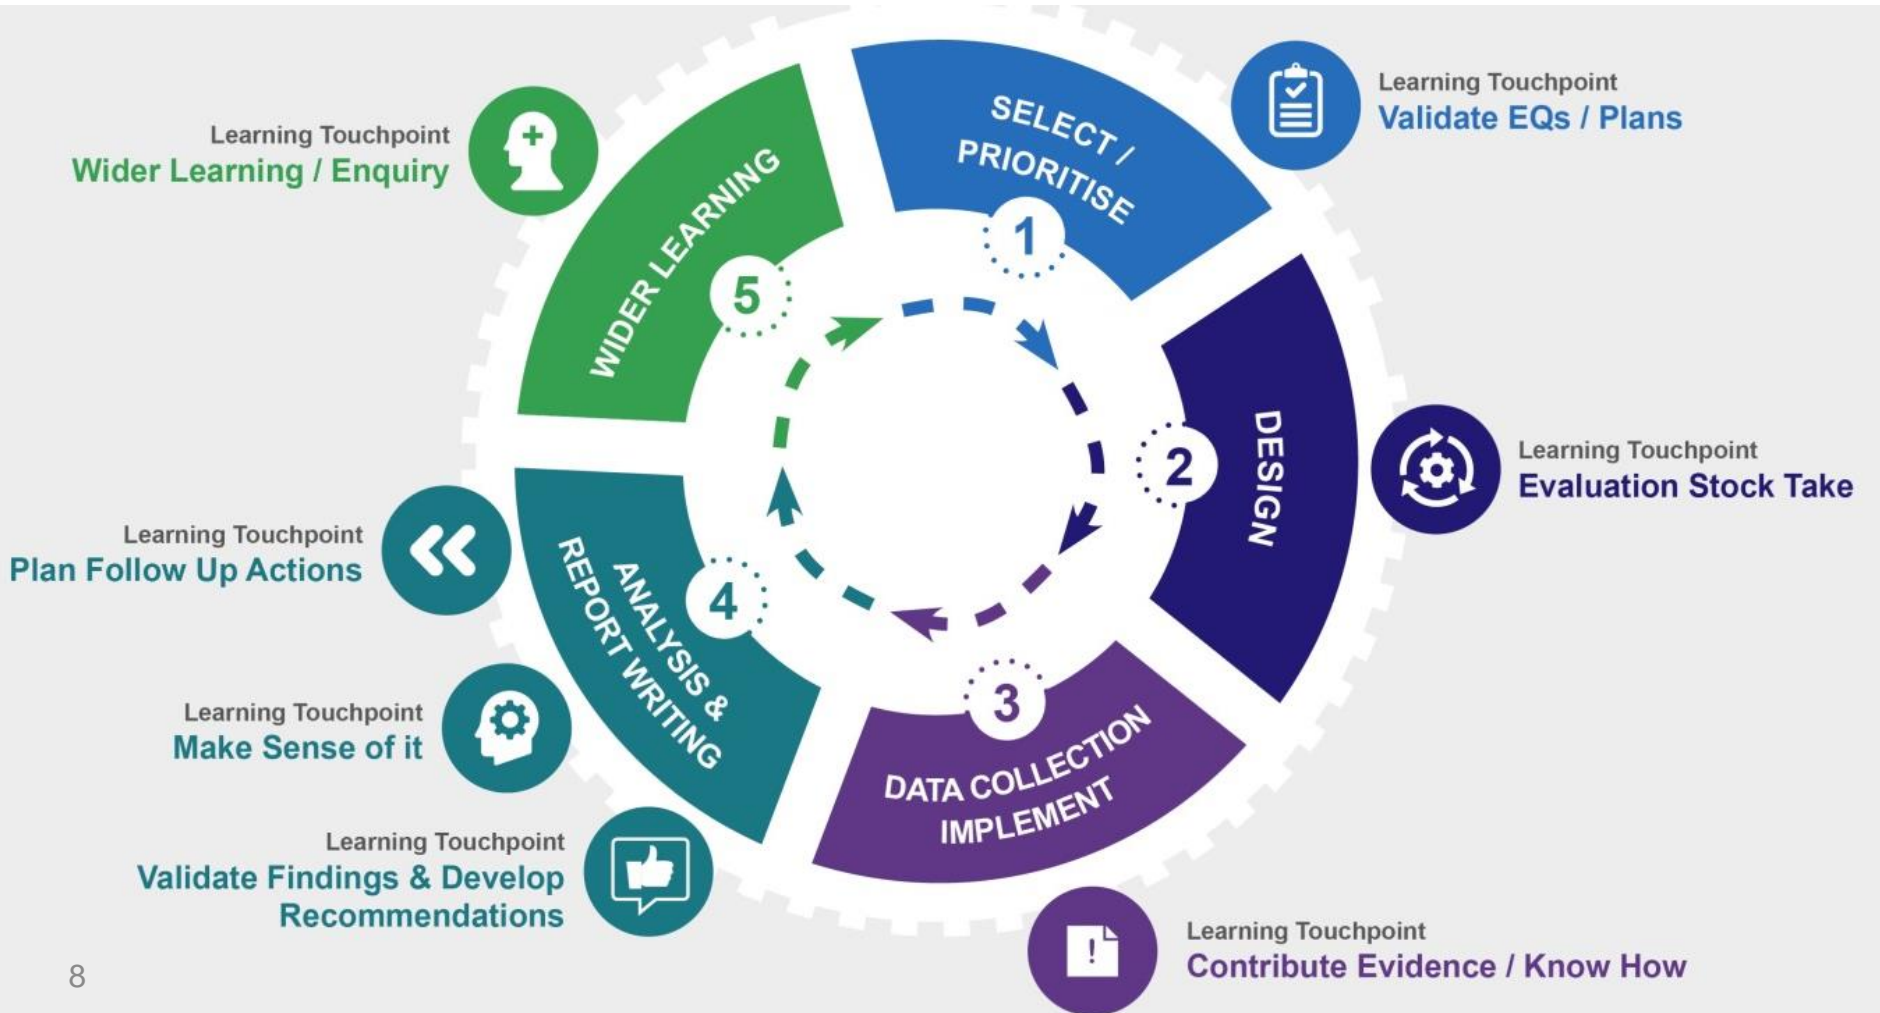 SELECT /
PRIORITISE
1
Learning Touchpoint
Validate EQs / Plans
DESIGN
2
Learning Touchpoint
Evaluation Stock Take
3
DATA COLLECTION
IMPLEMENT
Learning Touchpoint
Contribute Evidence / Know How
4
ANALYSIS &
REPORT WRITING
Learning Touchpoint
Validate Findings & Develop
Recommendations
Learning Touchpoint
Make Sense of it
Learning Touchpoint
Plan Follow Up Actions
WIDER LEARNING
5
Learning Touchpoint
Wider Learning / Enquiry
!
8